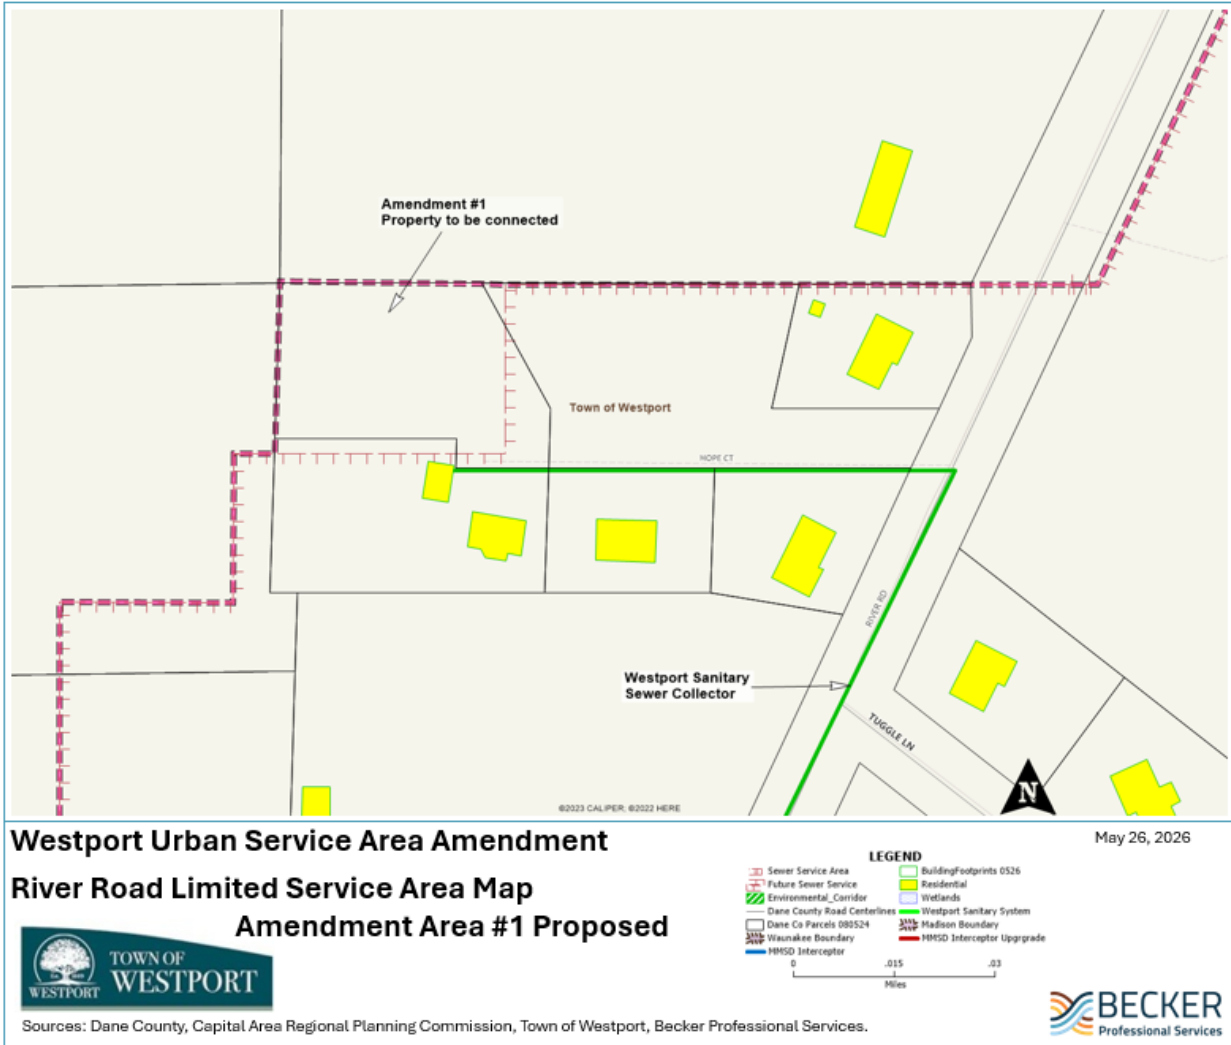 Amendment #1
Property to be connected
Town of Westport
HOPE CT
RIVER RD
Westport Sanitary
Sewer Collector
TUGGLE LN
N
©2023 CALIPER; ©2022 HERE
Westport Urban Service Area Amendment
May 26, 2026
River Road Limited Service Area Map
Amendment Area #1 Proposed
LEGEND
Sewer Service Area
Future Sewer Service
Environmental_Corridor
Dane County Road Centerlines
Dane Co Parcels 080524
Waunakee Boundary
MMSD Interceptor
BuildingFootprints 0526
Residential
Wetlands
Westport Sanitary System
Madison Boundary
MMSD Interceptor Upgrgrade
0 .015 .03
Miles
WESTPORT
TOWN OF
WESTPORT
BECKER
Professional Services
Sources: Dane County, Capital Area Regional Planning Commission, Town of Westport, Becker Professional Services.